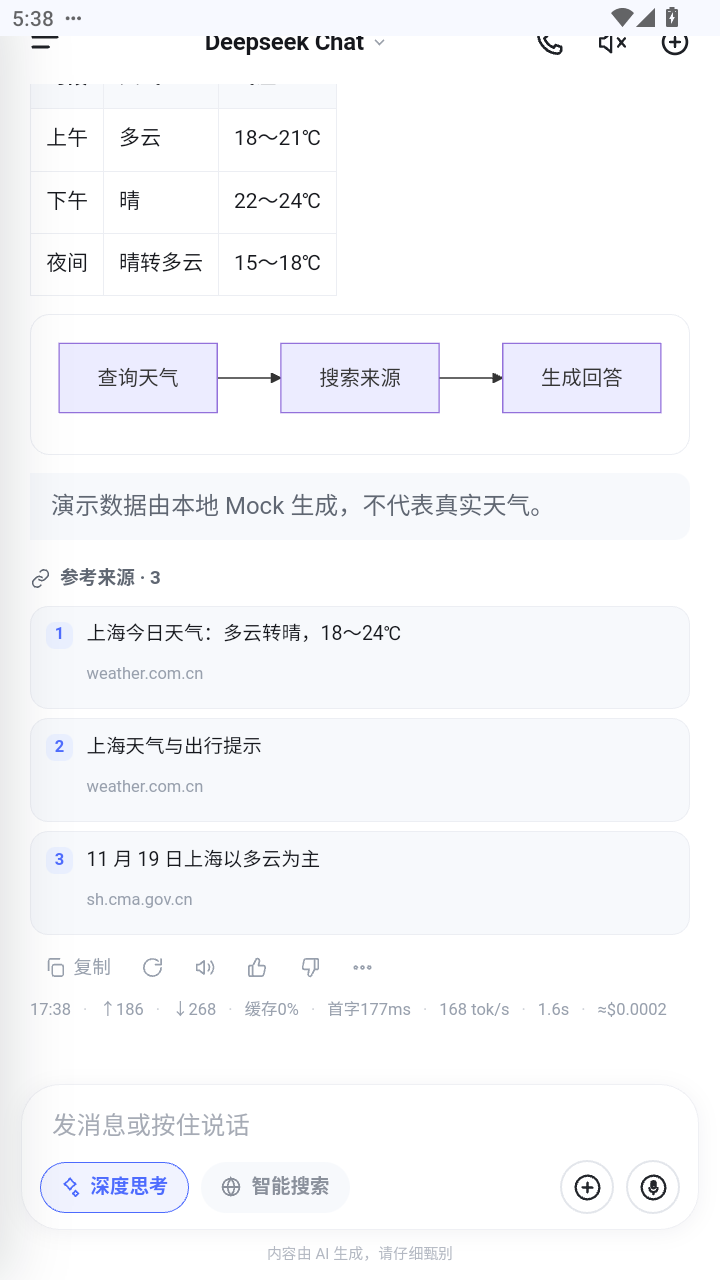 5:38
Deepseek Chat
上午 多云 18～21℃
下午 晴 22～24℃
夜间 晴转多云 15～18℃
查询天气 搜索来源 生成回答
演示数据由本地 Mock 生成，不代表真实天气。
参考来源 · 3
1 上海今日天气：多云转晴，18～24℃
weather.com.cn
2 上海天气与出行提示
weather.com.cn
3 11 月 19 日上海以多云为主
sh.cma.gov.cn
复制
17:38 · ↑186 · ↓268 · 缓存0% · 首字177ms · 168 tok/s · 1.6s · ≈$0.0002
发消息或按住说话
深度思考 智能搜索
内容由 AI 生成，请仔细甄别